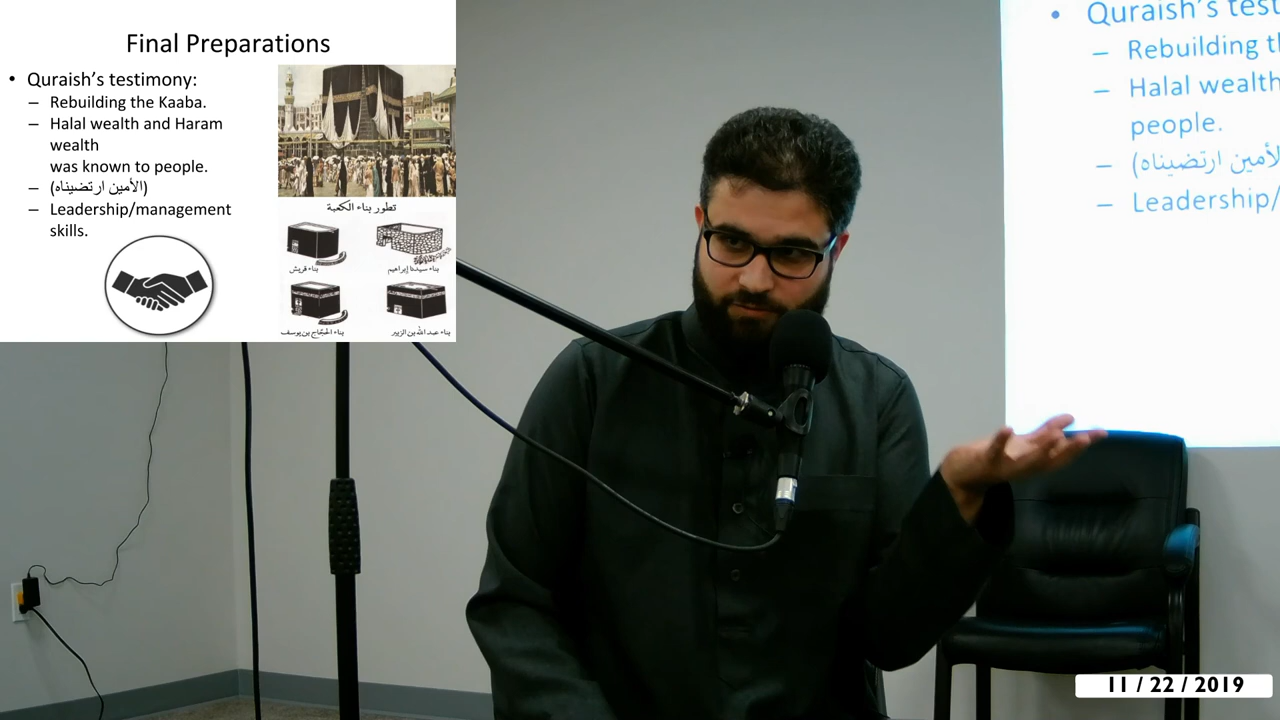 Final Preparations
• Quraish's testimony:
– Rebuilding the Kaaba.
– Halal wealth and Haram
wealth
was known to people.
– (الأمين ارتضيناه)
– Leadership/management
skills.
تطور بناء الكعبة
بناء قريش
بناء سيدنا إبراهيم
بناء الحجاج بن يوسف
بناء عبد الله بن الزبير
• Quraish's test
– Rebuilding t
– Halal wealth
people.
– (الأمين ارتضيناه)
– Leadership/
11 / 22 / 2019